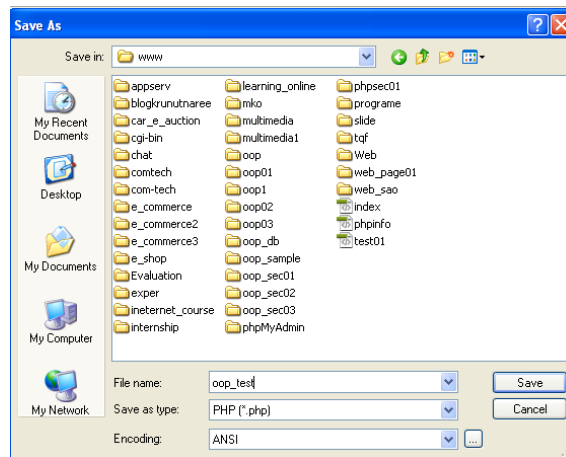 Save As
Save in:
www
My Recent
Documents
Desktop
My Documents
My Computer
My Network
appserv
blogkrunutnaree
car_e_auction
cgi-bin
chat
comtech
com-tech
e_commerce
e_commerce2
e_commerce3
e_shop
Evaluation
exper
ineternet_course
internship
learning_online
mko
multimedia
multimedia1
oop
oop01
oop1
oop02
oop03
oop_db
oop_sample
oop_sec01
oop_sec02
oop_sec03
phpMyAdmin
phpsec01
programe
slide
tqf
Web
web_page01
web_sao
index
phpinfo
test01
File name:
oop_test
Save
Save as type:
PHP (*.php)
Cancel
Encoding:
ANSI
...